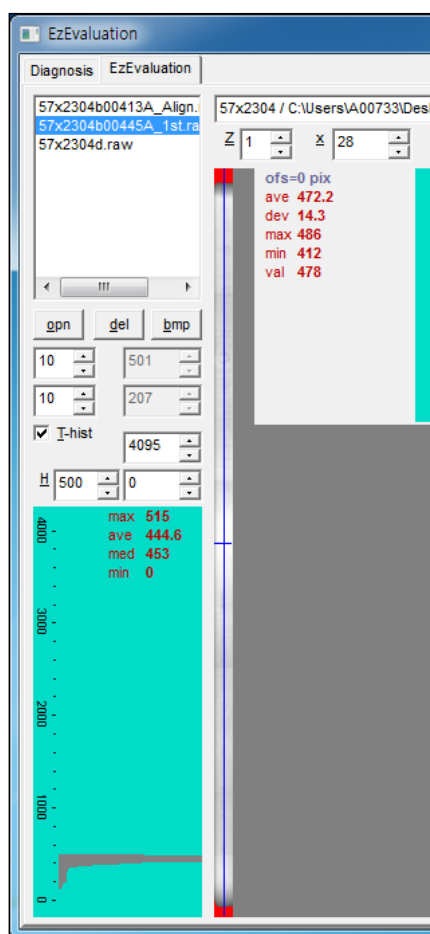 EzEvaluation
Diagnosis EzEvaluation
57x2304b00413A_Align.
57x2304b00445A_1st.ra
57x2304d.raw
57x2304 / C:\Users\A00733\Des
Z 1 x 28
ofs=0 pix
ave 472.2
dev 14.3
max 486
min 412
val 478
opn del bmp
10 501
10 207
T-hist 4095
H 500 0
max 515
ave 444.6
med 453
min 0
4000
3000
2000
1000
0